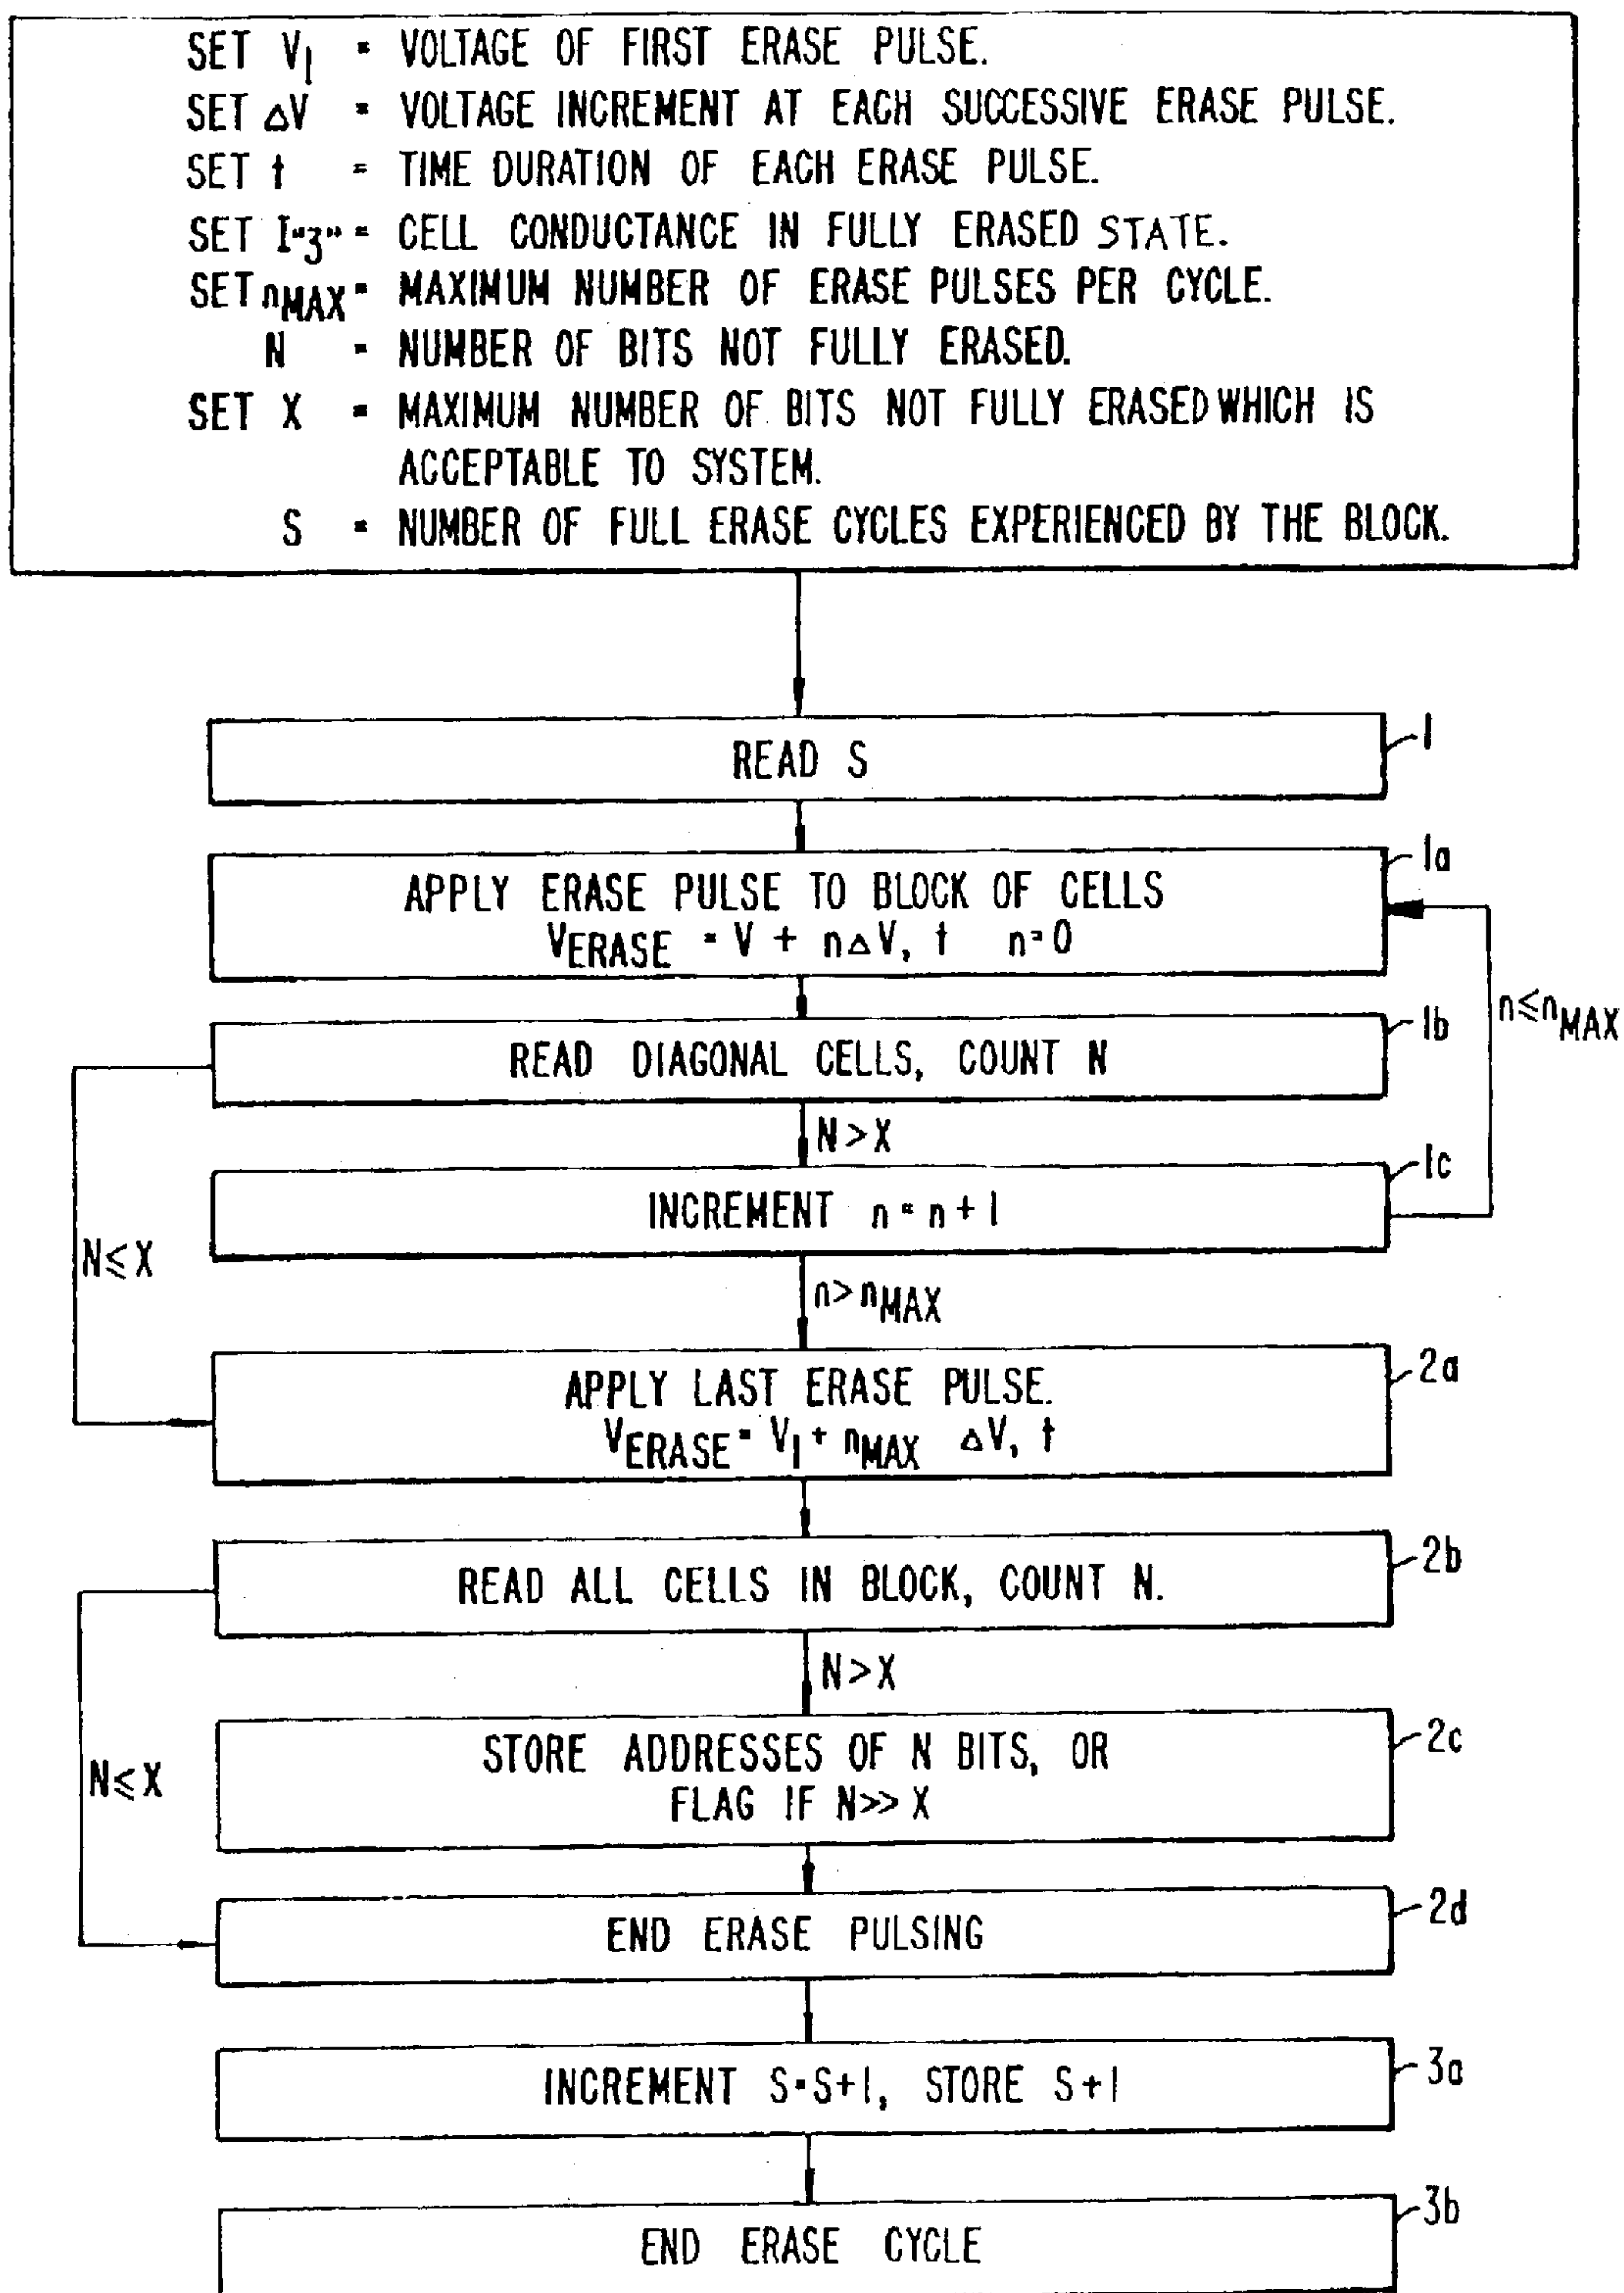 SET V1 = VOLTAGE OF FIRST ERASE PULSE.
SET ΔV = VOLTAGE INCREMENT AT EACH SUCCESSIVE ERASE PULSE.
SET t = TIME DURATION OF EACH ERASE PULSE.
SET I"3" = CELL CONDUCTANCE IN FULLY ERASED STATE.
SET nMAX = MAXIMUM NUMBER OF ERASE PULSES PER CYCLE.
N = NUMBER OF BITS NOT FULLY ERASED.
SET X = MAXIMUM NUMBER OF BITS NOT FULLY ERASED WHICH IS
ACCEPTABLE TO SYSTEM.
S = NUMBER OF FULL ERASE CYCLES EXPERIENCED BY THE BLOCK.
1
READ S
1a
APPLY ERASE PULSE TO BLOCK OF CELLS
VERASE = V + nΔV, t n=0
n≤nMAX
1b
READ DIAGONAL CELLS, COUNT N
N>X
1c
INCREMENT n=n+1
N≤X
n>nMAX
2a
APPLY LAST ERASE PULSE.
VERASE= V1+ nMAX ΔV, t
2b
READ ALL CELLS IN BLOCK, COUNT N.
N>X
2c
STORE ADDRESSES OF N BITS, OR
FLAG IF N>>X
N≤X
2d
END ERASE PULSING
3a
INCREMENT S=S+1, STORE S+1
3b
END ERASE CYCLE